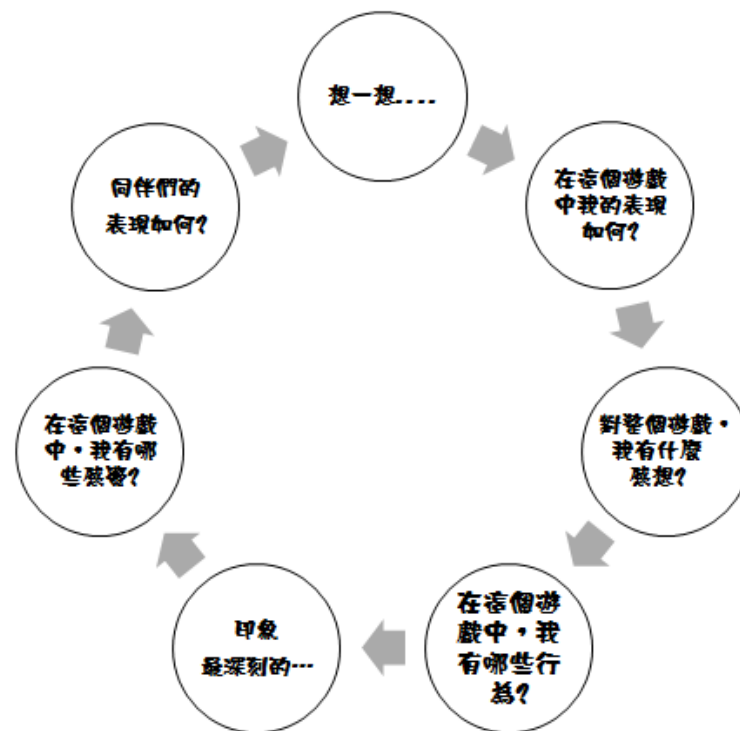 想一想....
在這個遊戲
中我的表現
如何?
對整個遊戲，
我有什麼
感想?
在這個遊
戲中，我
有哪些行
為?
印象
最深刻的…
在這個遊戲
中，我有哪
些感要?
同伴們的
表現如何?